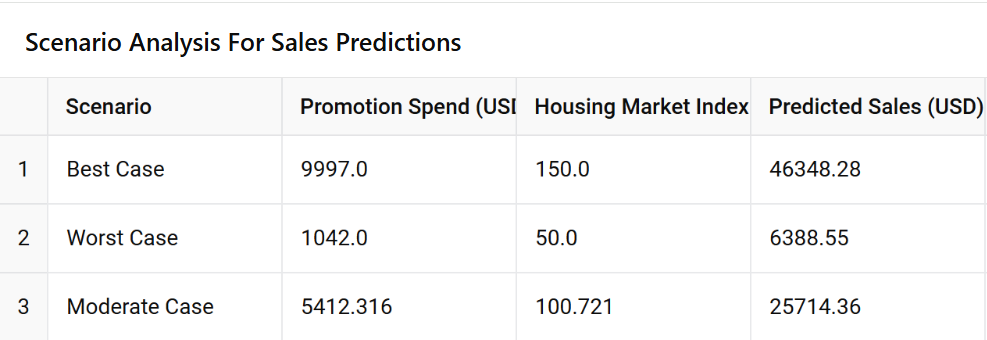 Scenario Analysis For Sales Predictions
Scenario Promotion Spend (USD Housing Market Index Predicted Sales (USD)
1 Best Case 9997.0 150.0 46348.28
2 Worst Case 1042.0 50.0 6388.55
3 Moderate Case 5412.316 100.721 25714.36